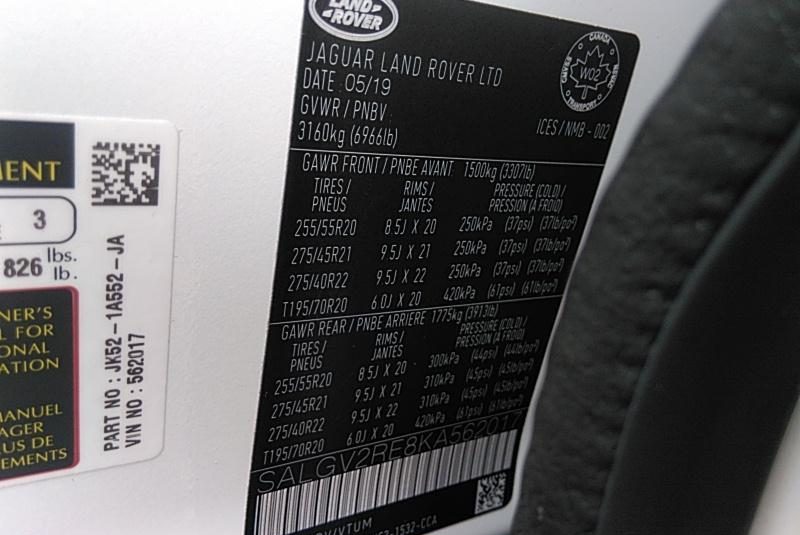 LAND
ROVER
JAGUAR LAND ROVER LTD
DATE : 05/19
GVWR / PNBV
3160kg (6966lb)
CANADA
W02
TRANSPORT
ICES / NMB - 002
GAWR FRONT / PNBE AVANT 1500kg (3307lb)
TIRES / RIMS / PRESSURE (COLD) /
PNEUS JANTES PRESSION (A FROID)
255/55R20 8.5J X 20 250kPa (37psi) (37lb/po²)
275/45R21 9.5J X 21 250kPa (37psi) (37lb/po²)
275/40R22 9.5J X 22 250kPa (37psi) (37lb/po²)
T195/70R20 6.0J X 20 420kPa (61psi) (61lb/po²)
GAWR REAR / PNBE ARRIERE 1775kg (3913lb)
TIRES / RIMS / PRESSURE (COLD) /
PNEUS JANTES PRESSION (A FROID)
255/55R20 8.5J X 20 300kPa (44psi) (44lb/po²)
275/45R21 9.5J X 21 310kPa (45psi) (45lb/po²)
275/40R22 9.5J X 22 310kPa (45psi) (45lb/po²)
T195/70R20 6.0J X 20 420kPa (61psi) (61lb/po²)
SALGV2RE8KA562017
/VTUM
-1532-CCA
MENT
3
826 lbs.
lb.
NER'S
L FOR
ONAL
ATION
MANUEL
AGER
US DE
EMENTS
PART NO : JK52-1A552-JA
VIN NO : 562017